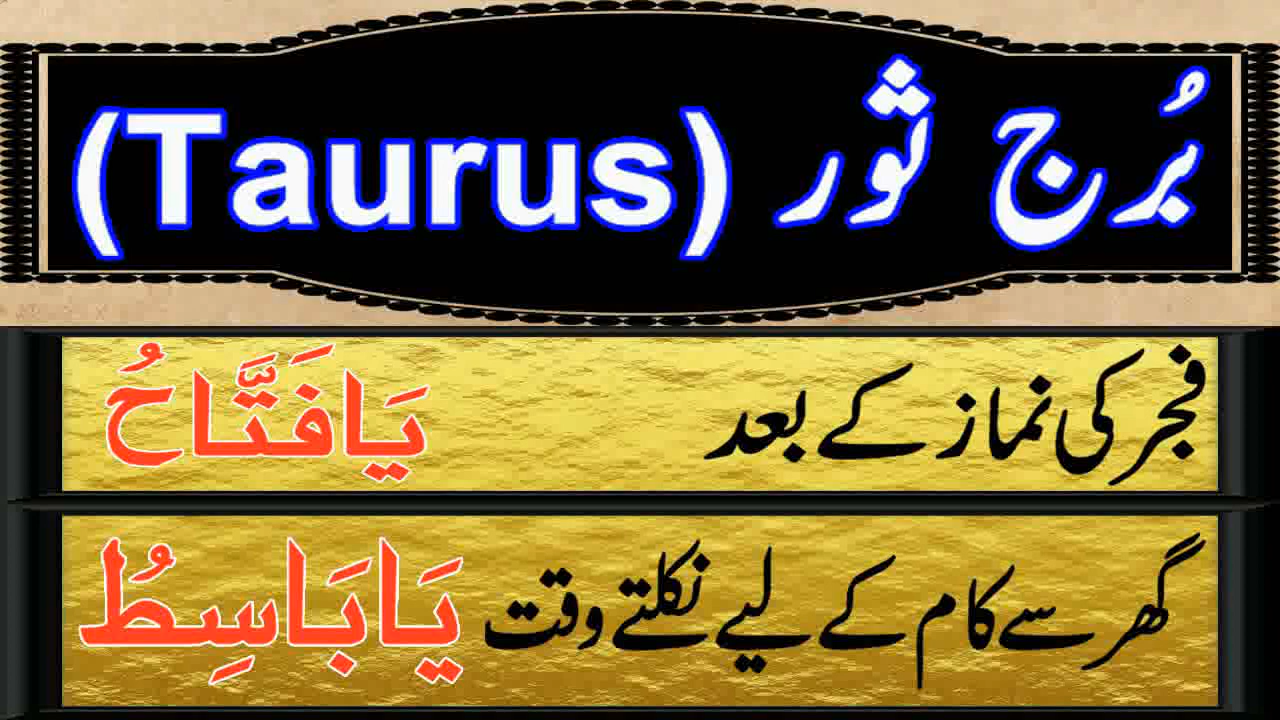 بُرج ثور (Taurus)
فجر کی نماز کے بعد یَافَتَّاحُ
گھر سے کام کے لیے نکلتے وقت یَابَاسِطُ